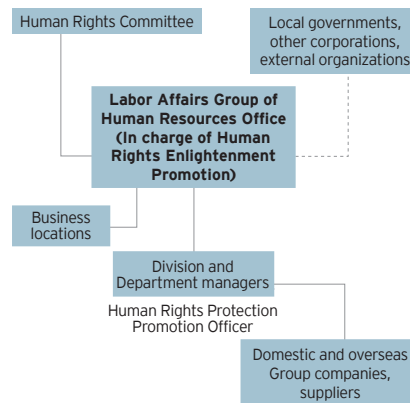 Human Rights Committee
Local governments,
other corporations,
external organizations
Labor Affairs Group of
Human Resources Office
(In charge of Human
Rights Enlightenment
Promotion)
Business
locations
Division and
Department managers
Human Rights Protection
Promotion Officer
Domestic and overseas
Group companies,
suppliers